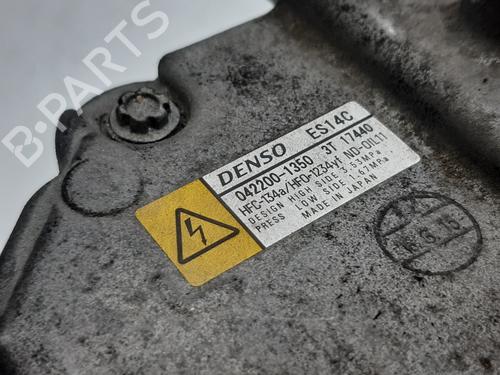 B-PARTS
DENSO ES14C
042200-1350 3T 17440
HFC-134a/HFO-1234yf ND-OIL11
DESIGN HIGH SIDE 3.53MPa
PRESS LOW SIDE 1.67MPa
MADE IN JAPAN